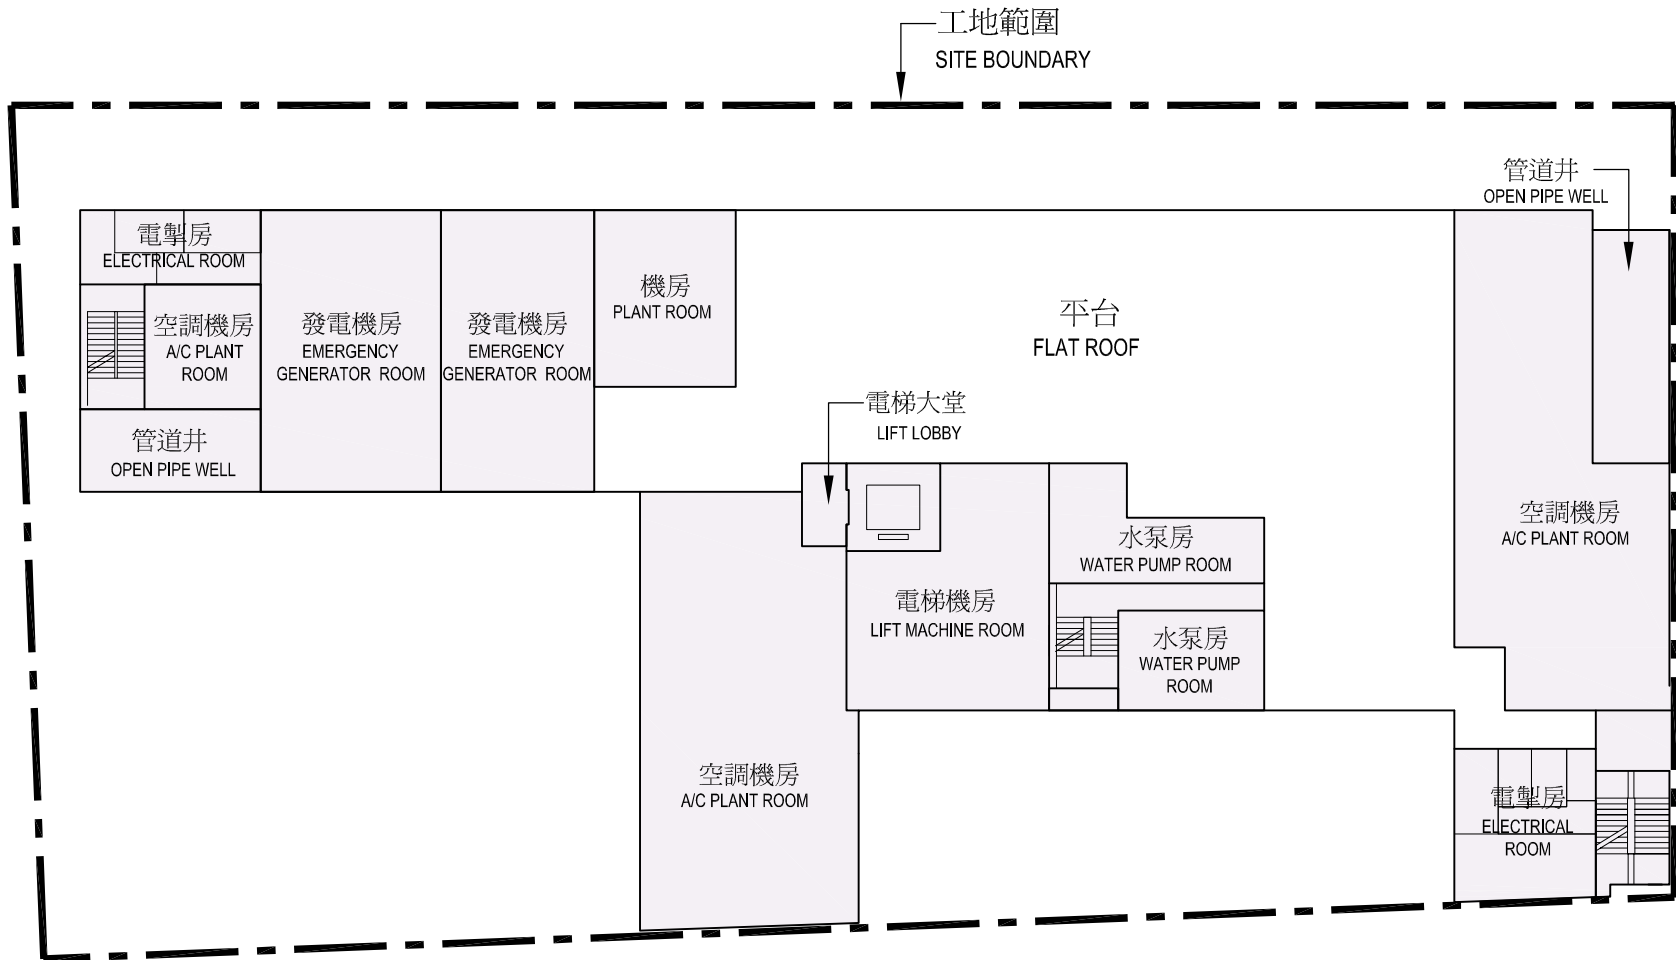 工地範圍
SITE BOUNDARY
管道井
OPEN PIPE WELL
電掣房
ELECTRICAL ROOM
空調機房
A/C PLANT
ROOM
管道井
OPEN PIPE WELL
發電機房
EMERGENCY
GENERATOR ROOM
發電機房
EMERGENCY
GENERATOR ROOM
機房
PLANT ROOM
平台
FLAT ROOF
電梯大堂
LIFT LOBBY
電梯機房
LIFT MACHINE ROOM
水泵房
WATER PUMP ROOM
水泵房
WATER PUMP
ROOM
空調機房
A/C PLANT ROOM
空調機房
A/C PLANT ROOM
電掣房
ELECTRICAL
ROOM